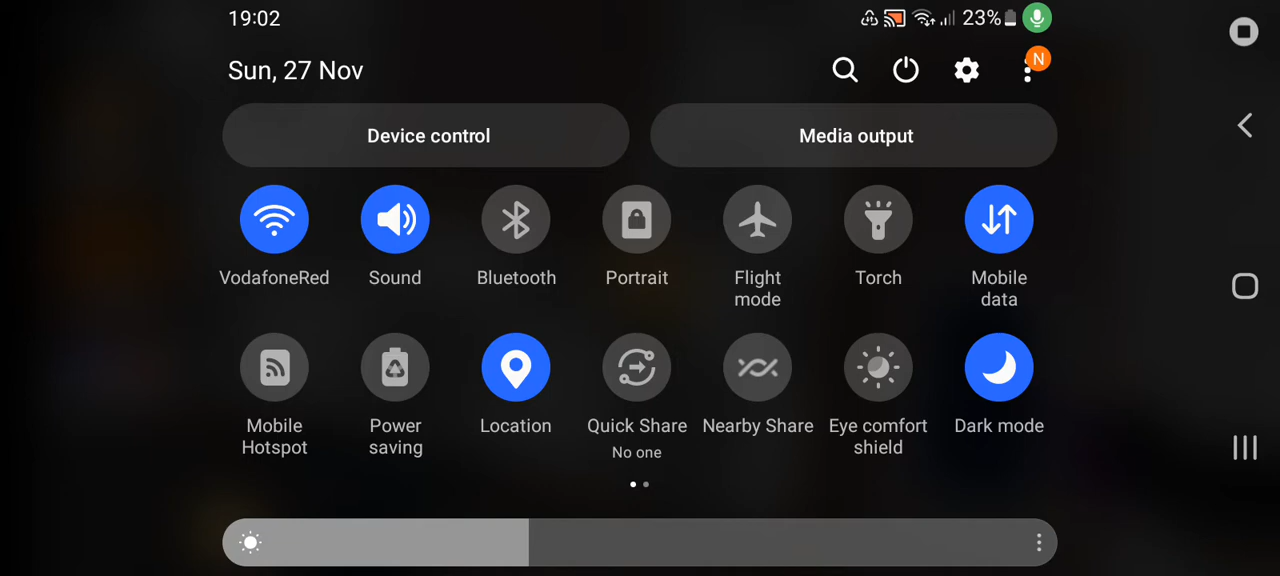 19:02
23%
Sun, 27 Nov
N
Device control
Media output
VodafoneRed
Sound
Bluetooth
Portrait
Flight
mode
Torch
Mobile
data
Mobile
Hotspot
Power
saving
Location
Quick Share
No one
Nearby Share
Eye comfort
shield
Dark mode